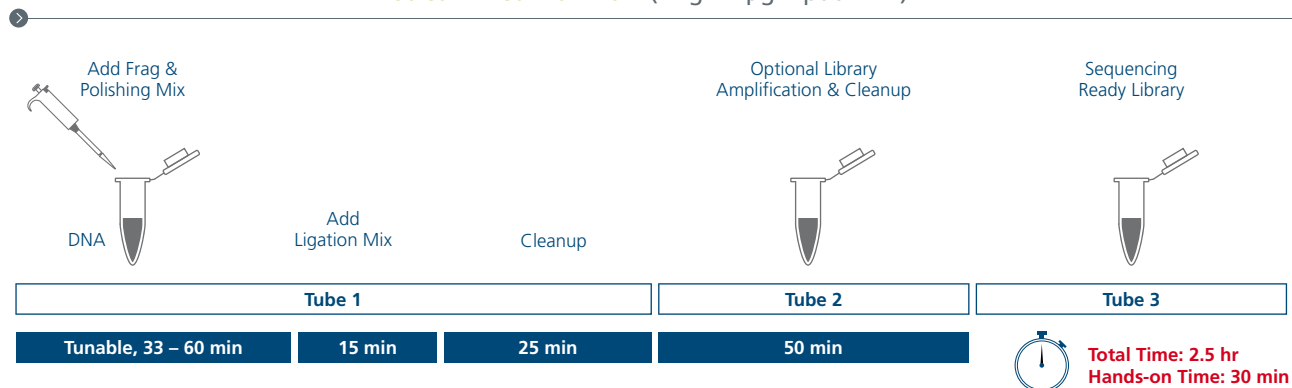 Add Frag &
Polishing Mix
Optional Library
Amplification & Cleanup
Sequencing
Ready Library
DNA
Add
Ligation Mix
Cleanup
Tube 1
Tube 2
Tube 3
Tunable, 33 – 60 min
15 min
25 min
50 min
Total Time: 2.5 hr
Hands-on Time: 30 min